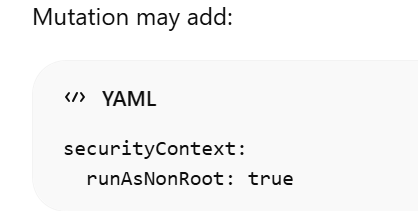 Mutation may add:
</> YAML
securityContext:
  runAsNonRoot: true